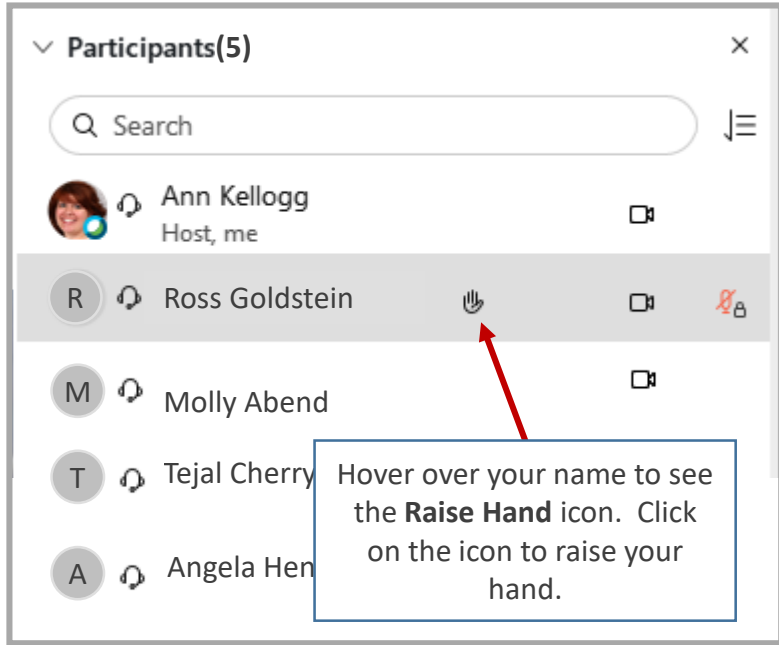 Participants(5)
Search
Ann Kellogg
Host, me
R Ross Goldstein
M Molly Abend
T Tejal Cherry
A Angela Hen
Hover over your name to see
the Raise Hand icon. Click
on the icon to raise your
hand.